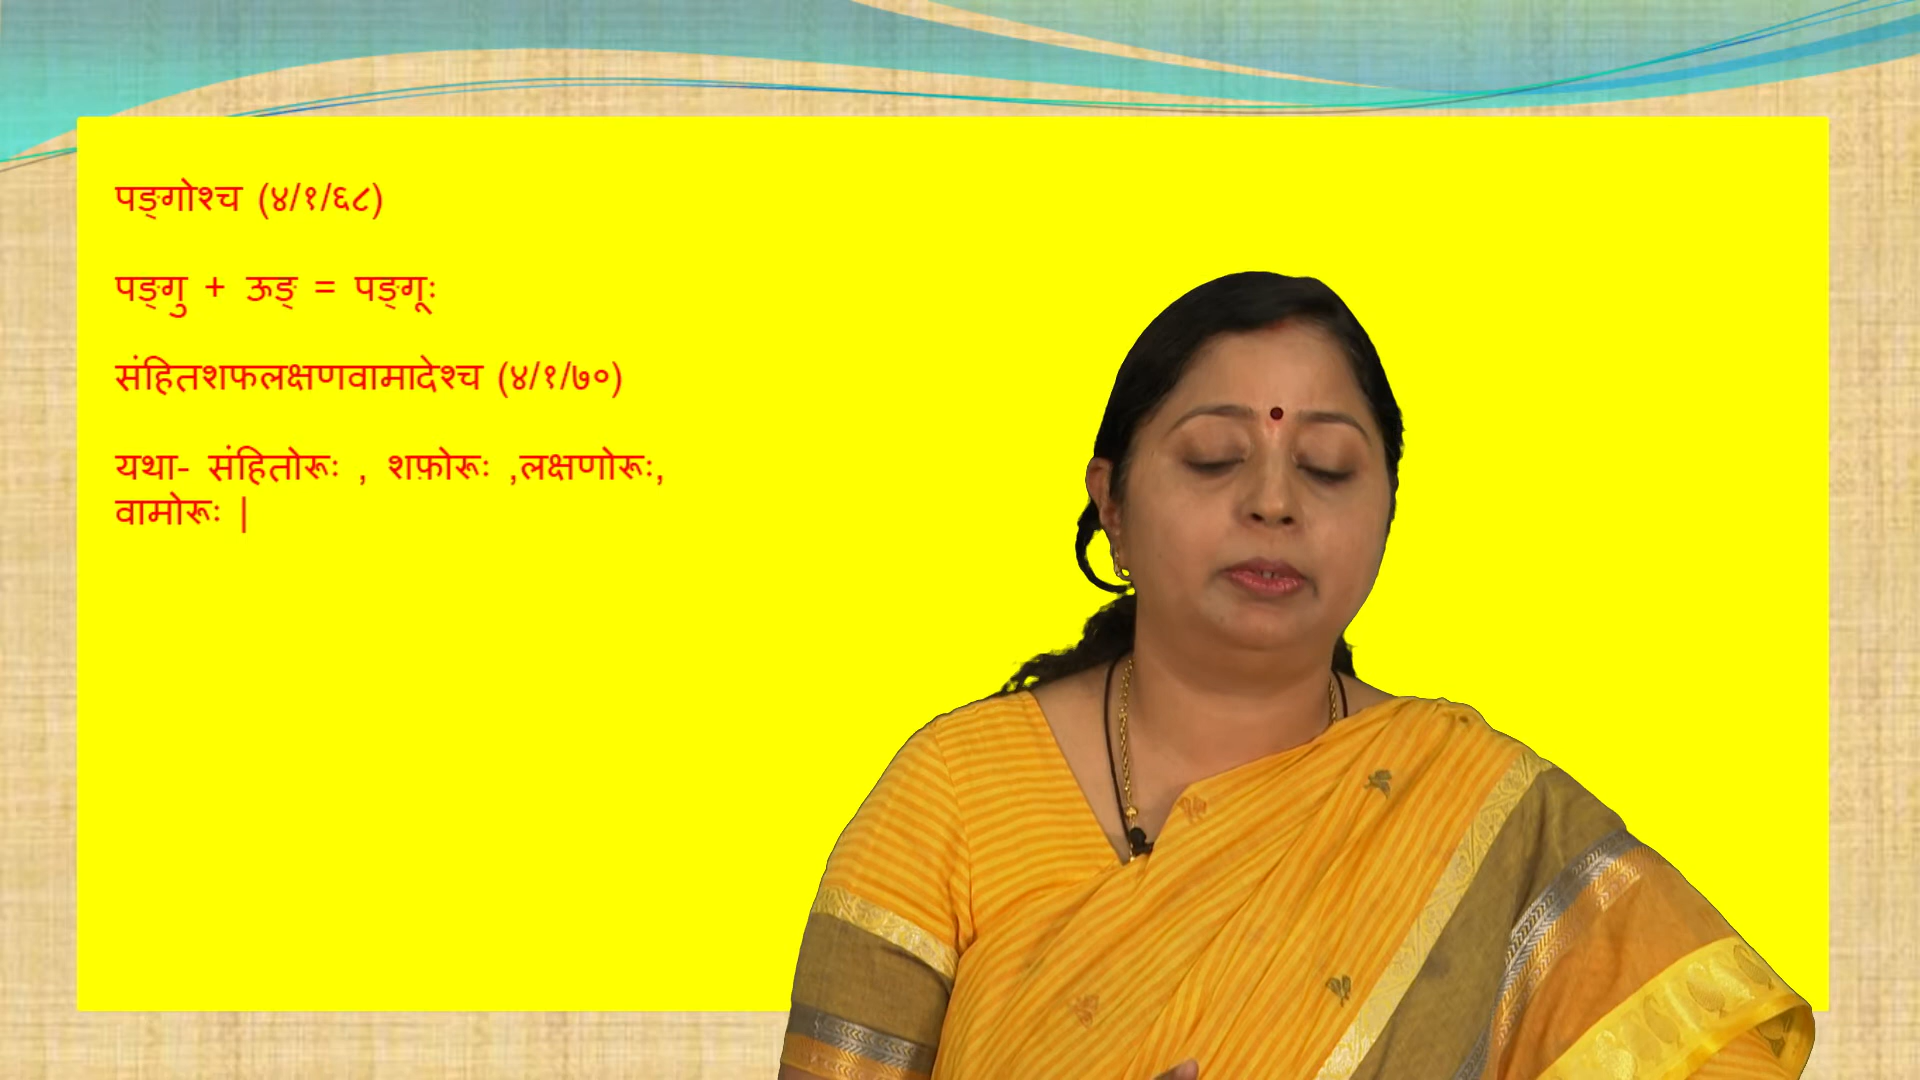 पङ्गोश्च (४/१/६८)
पङ्गु + ऊङ् = पङ्गूः
संहितशफलक्षणवामादेश्च (४/१/७०)
यथा- संहितोरूः , शफ़ोरूः ,लक्षणोरूः,
वामोरूः |